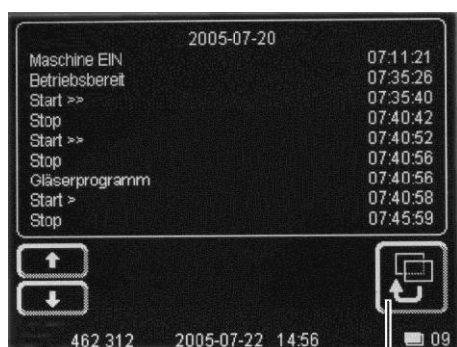 2005-07-20
Maschine EIN 07:11:21
Betriebsbereit 07:35:26
Start >> 07:35:40
Stop 07:40:42
Start >> 07:40:52
Stop 07:40:56
Gläserprogramm 07:40:56
Start > 07:40:58
Stop 07:45:59
462 312 2005-07-22 14:56 09